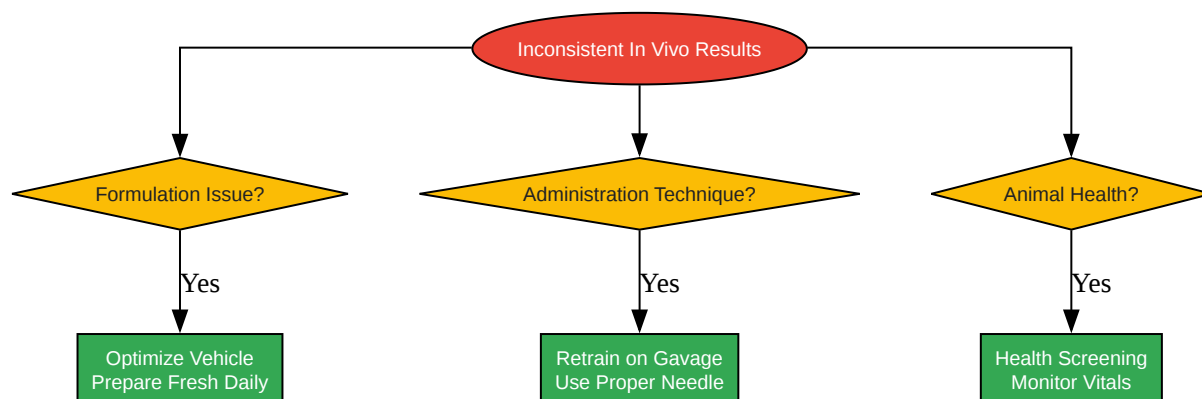 Inconsistent In Vivo Results
Formulation Issue?
Administration Technique?
Animal Health?
Yes
Yes
Yes
Optimize Vehicle
Prepare Fresh Daily
Retrain on Gavage
Use Proper Needle
Health Screening
Monitor Vitals